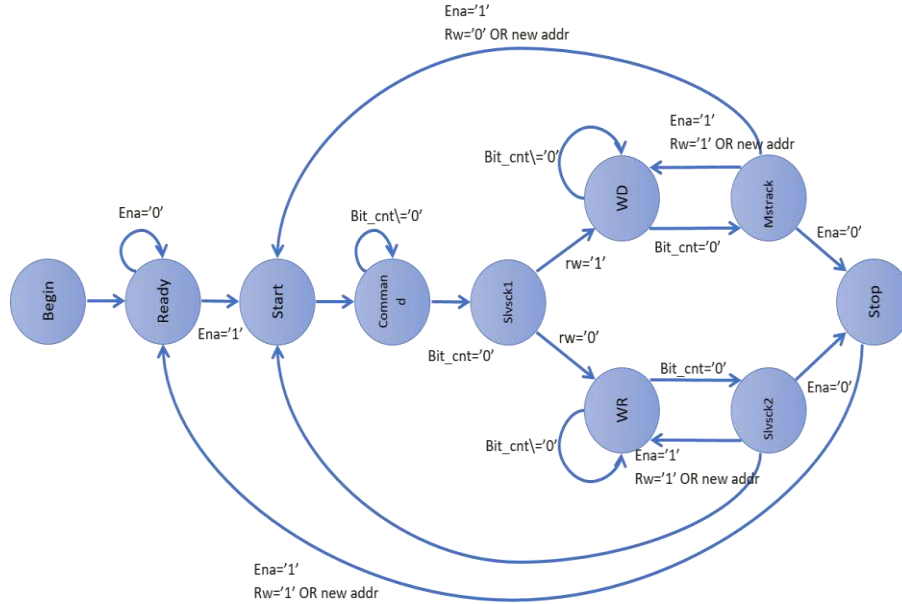 Ena='1'
Rw='0' OR new addr
Ena='1'
Rw='1' OR new addr
Bit_cnt\='0'
WD
Mstrack
Ena='0'
Bit_cnt\='0'
Bit_cnt='0'
Ena='0'
rw='1'
Begin
Ready
Start
Comman
d
Slvsck1
Stop
Ena='1'
rw='0'
Bit_cnt='0'
Bit_cnt='0'
Ena='0'
WR
Slvsck2
Bit_cnt\='0'
Ena='1'
Rw='1' OR new addr
Ena='1'
Rw='1' OR new addr